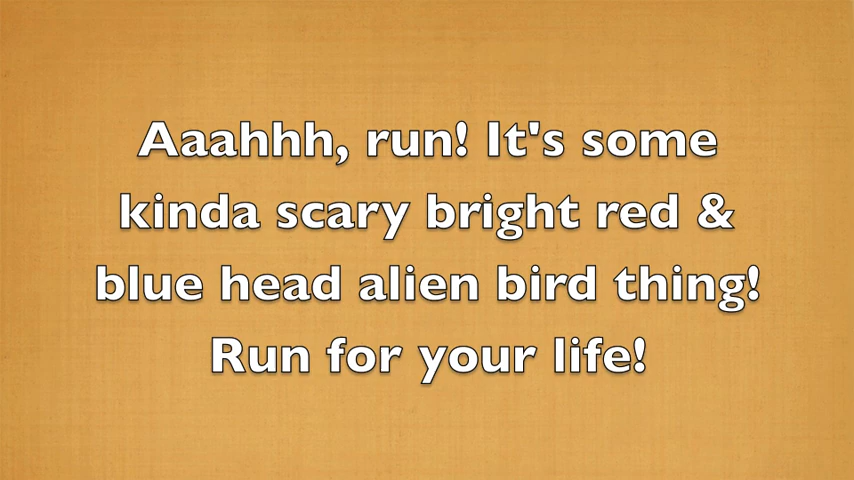 Aaahhh, run! It's some
kinda scary bright red &
blue head alien bird thing!
Run for your life!